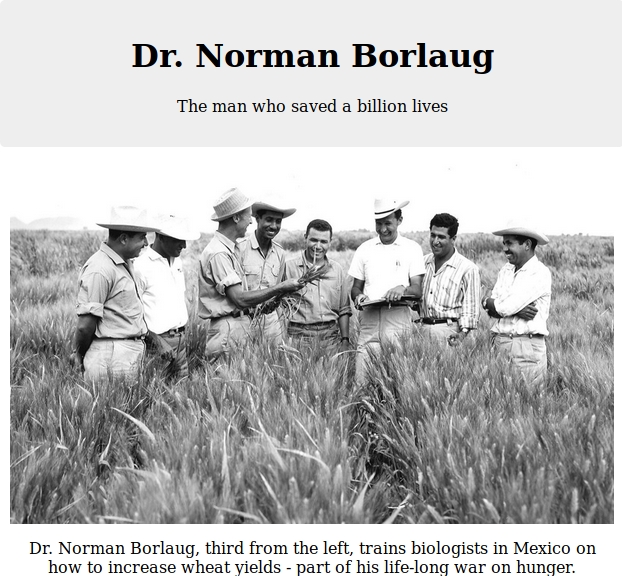 Dr. Norman Borlaug
The man who saved a billion lives
Dr. Norman Borlaug, third from the left, trains biologists in Mexico on
how to increase wheat yields - part of his life-long war on hunger.